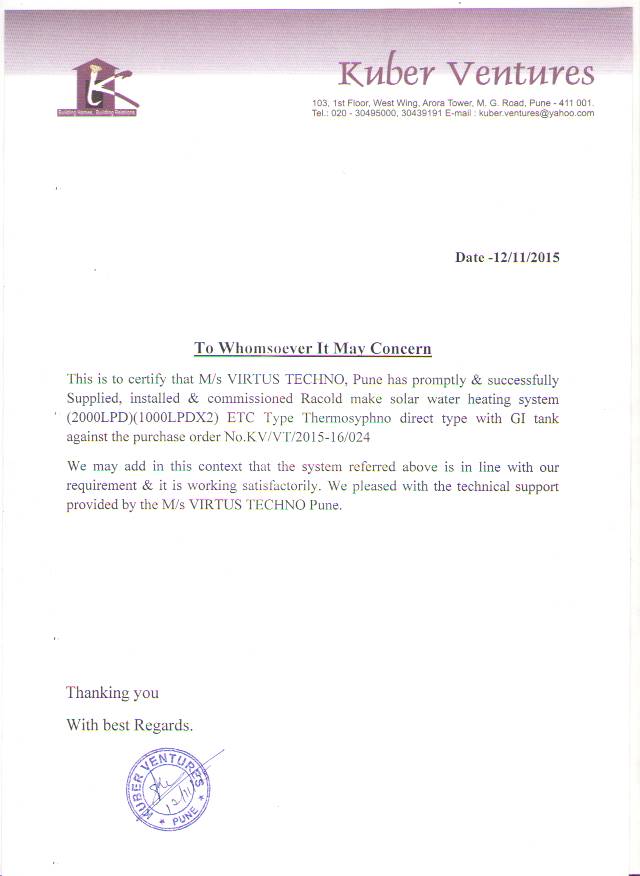 Kuber Ventures
Building Homes, Building Relations
103, 1st Floor, West Wing, Arora Tower, M. G. Road, Pune - 411 001.
Tel.: 020 - 30495000, 30439191 E-mail : kuber.ventures@yahoo.com
Date -12/11/2015
To Whomsoever It May Concern
This is to certify that M/s VIRTUS TECHNO, Pune has promptly & successfully
Supplied, installed & commissioned Racold make solar water heating system
(2000LPD)(1000LPDX2) ETC Type Thermosyphno direct type with GI tank
against the purchase order No.KV/VT/2015-16/024
We may add in this context that the system referred above is in line with our
requirement & it is working satisfactorily. We pleased with the technical support
provided by the M/s VIRTUS TECHNO Pune.
Thanking you
With best Regards.
KUBER VENTURES
12/11
* PUNE *